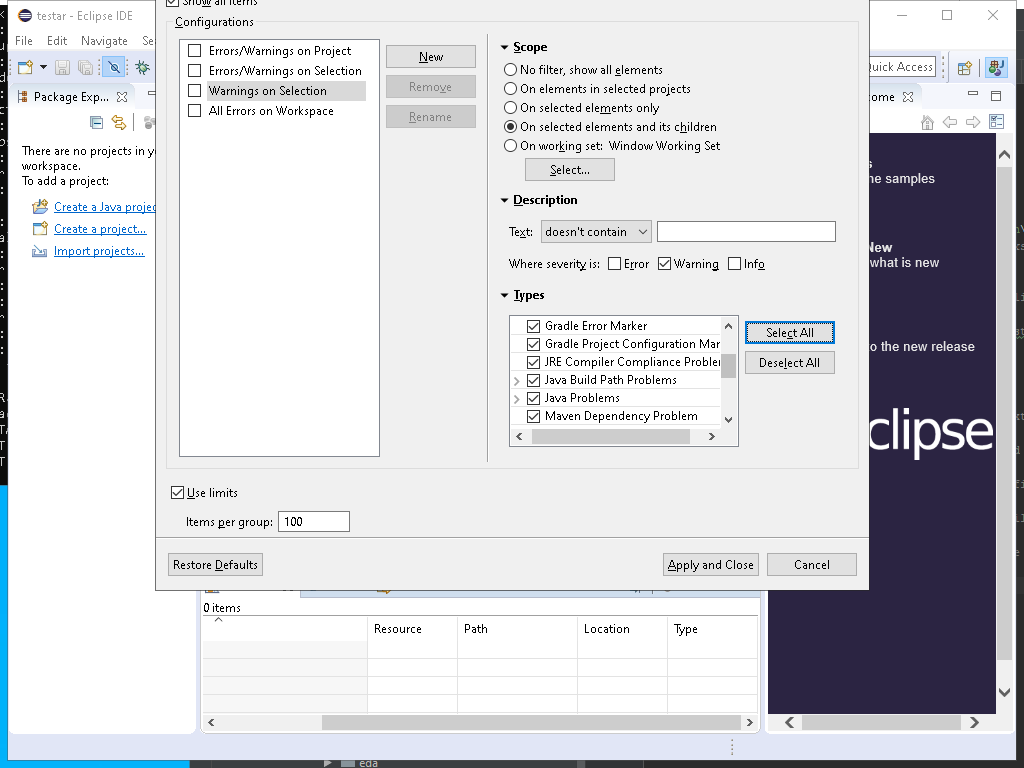 testar - Eclipse IDE
Show all items
File Edit Navigate
Configurations
Errors/Warnings on Project
Errors/Warnings on Selection
Warnings on Selection
All Errors on Workspace
New
Remove
Rename
Scope
No filter, show all elements
On elements in selected projects
On selected elements only
On selected elements and its children
On working set: Window Working Set
Select...
Description
Text: doesn't contain
Where severity is: Error Warning Info
Types
Gradle Error Marker
Gradle Project Configuration Mar
JRE Compiler Compliance Problem
Java Build Path Problems
Java Problems
Maven Dependency Problem
Select All
Deselect All
Use limits
Items per group: 100
Restore Defaults
Apply and Close
Cancel
Quick Access
Package Exp...
There are no projects in
workspace.
To add a project:
Create a Java projec
Create a project...
Import projects...
ome
s
he samples
New
what is new
o the new release
clipse
0 items
Resource Path Location Type
eda